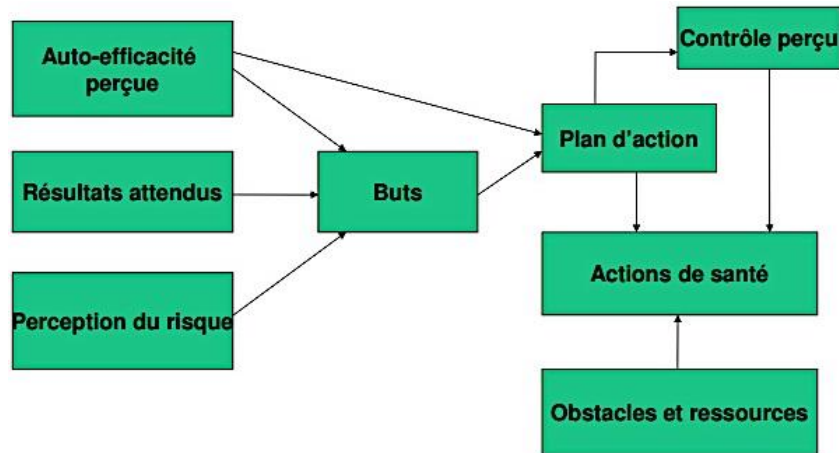 Auto-efficacité
perçue
Contrôle perçu
Plan d'action
Résultats attendus
Buts
Actions de santé
Perception du risque
Obstacles et ressources